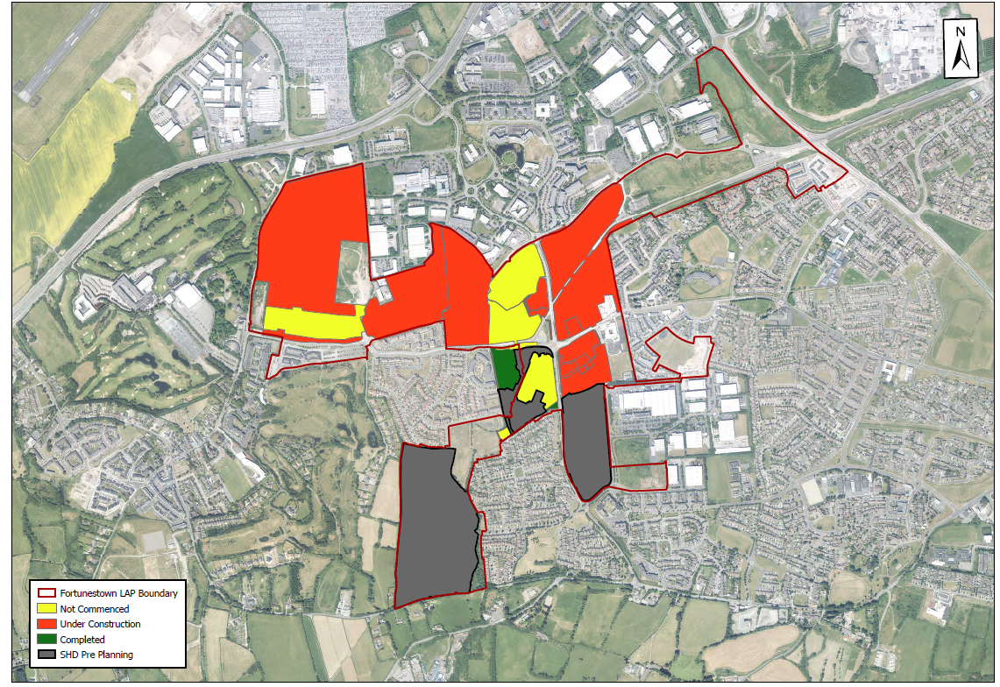 N
Fortunestown LAP Boundary
Not Commenced
Under Construction
Completed
SHD Pre Planning